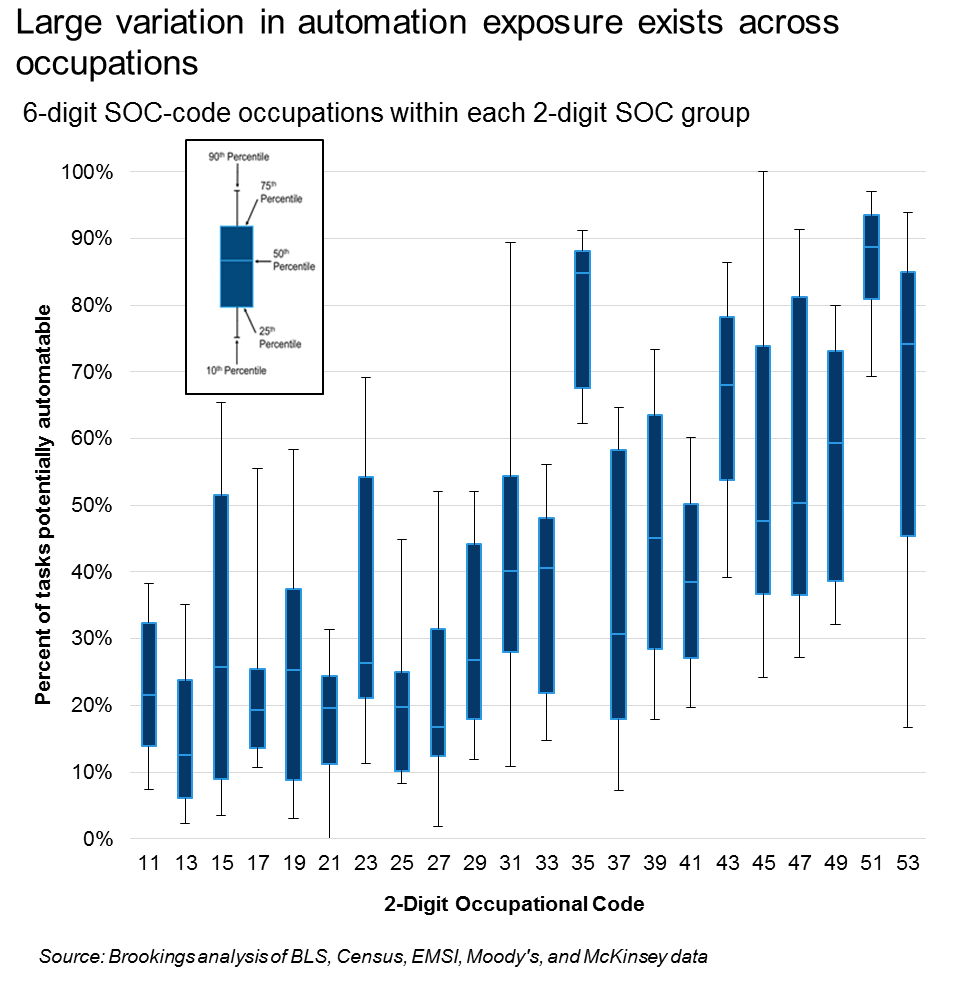 Large variation in automation exposure exists across
occupations
6-digit SOC-code occupations within each 2-digit SOC group
90th Percentile
75th
Percentile
50th
Percentile
25th
Percentile
10th Percentile
100%
90%
80%
70%
60%
50%
40%
30%
20%
10%
0%
Percent of tasks potentially automatable
11 13 15 17 19 21 23 25 27 29 31 33 35 37 39 41 43 45 47 49 51 53
2-Digit Occupational Code
Source: Brookings analysis of BLS, Census, EMSI, Moody's, and McKinsey data